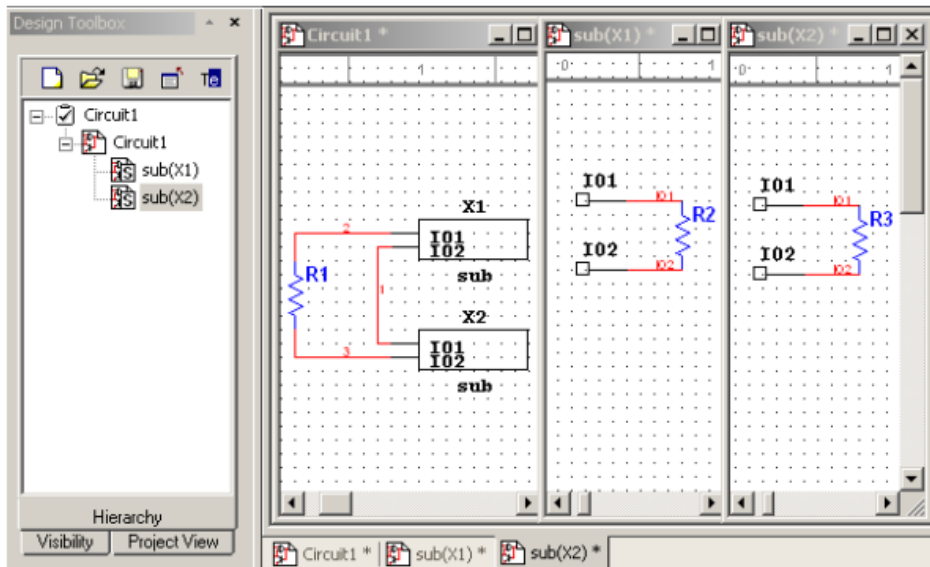 Design Toolbox
Te
Circuit1
Circuit1
sub(X1)
sub(X2)
Hierarchy
Visibility
Project View
Circuit1 *
1
2
R1
1
3
X1
IO1
IO2
sub
X2
IO1
IO2
sub
sub(X1) *
0
1
IO1
IO1
R2
IO2
IO2
sub(X2) *
0
1
IO1
IO1
R3
IO2
IO2
Circuit1 *
sub(X1) *
sub(X2) *